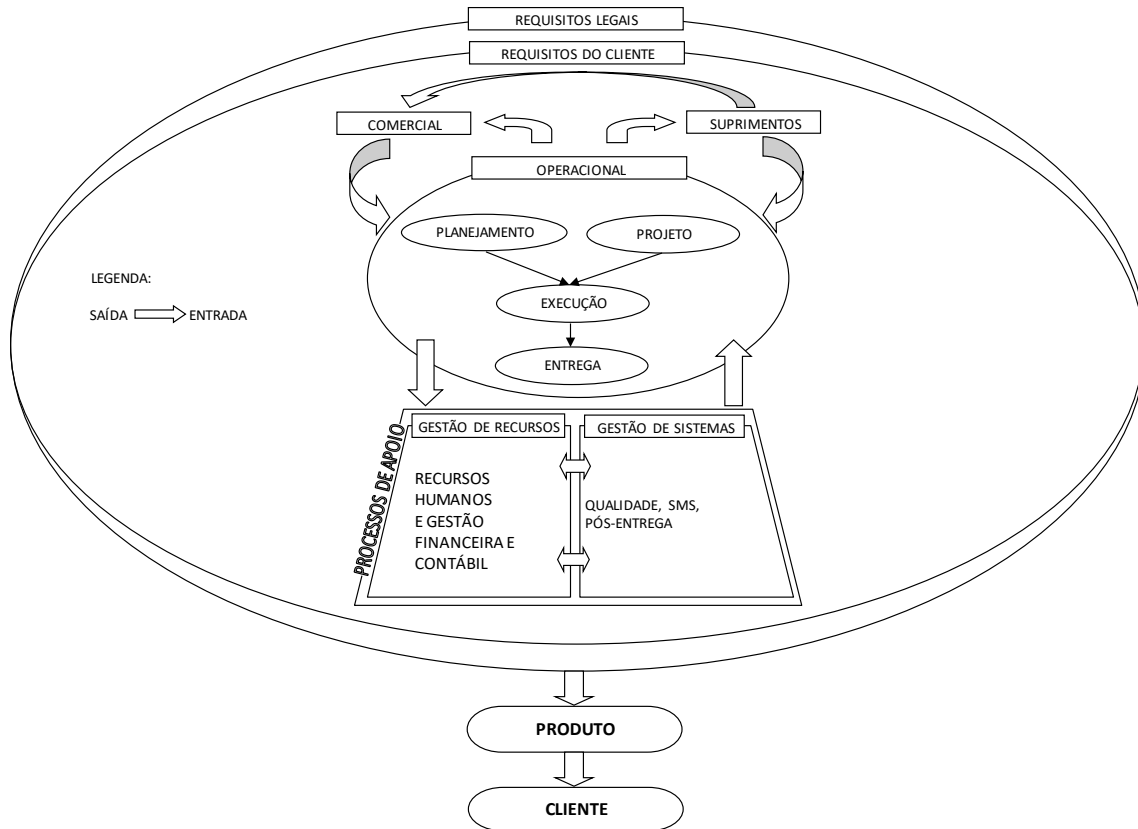 REQUISITOS LEGAIS
REQUISITOS DO CLIENTE
COMERCIAL
SUPRIMENTOS
OPERACIONAL
PLANEJAMENTO
PROJETO
LEGENDA:
EXECUÇÃO
SAÍDA
ENTRADA
ENTREGA
PROCESSOS DE APOIO
GESTÃO DE RECURSOS
GESTÃO DE SISTEMAS
RECURSOS
HUMANOS
E GESTÃO
FINANCEIRA E
CONTÁBIL
QUALIDADE, SMS,
PÓS-ENTREGA
PRODUTO
CLIENTE